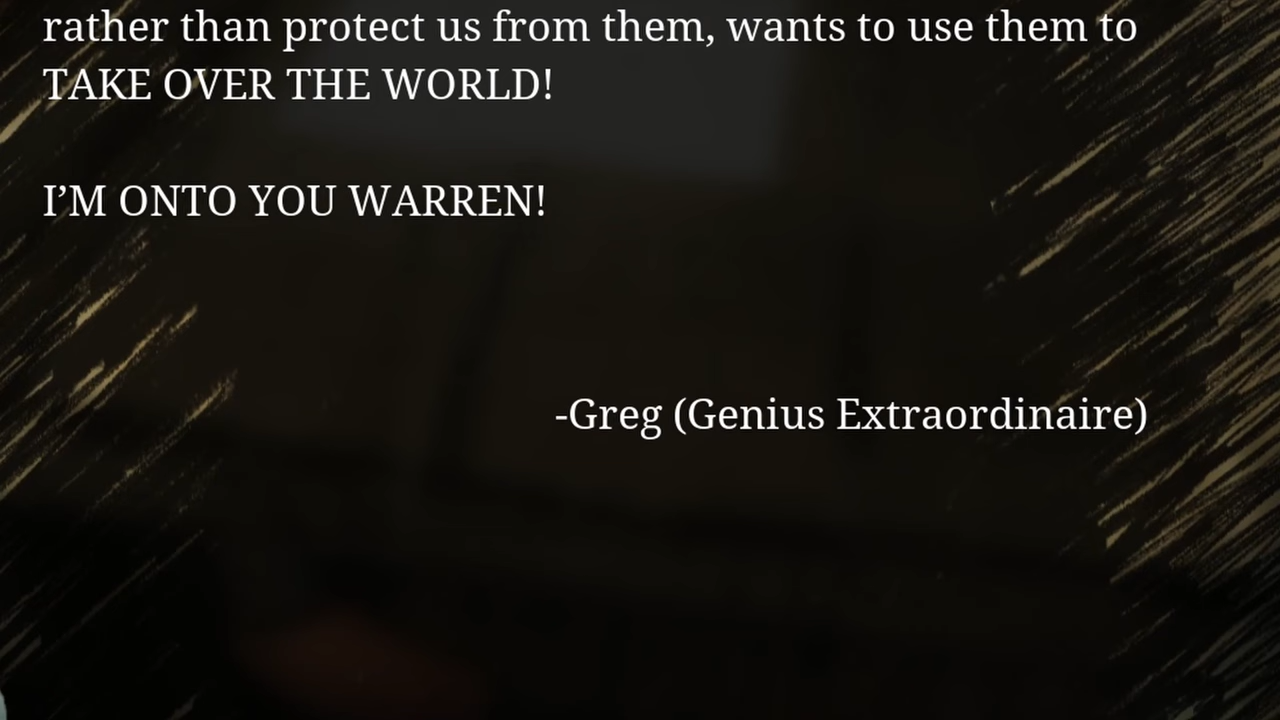 rather than protect us from them, wants to use them to
TAKE OVER THE WORLD!
I’M ONTO YOU WARREN!
-Greg (Genius Extraordinaire)